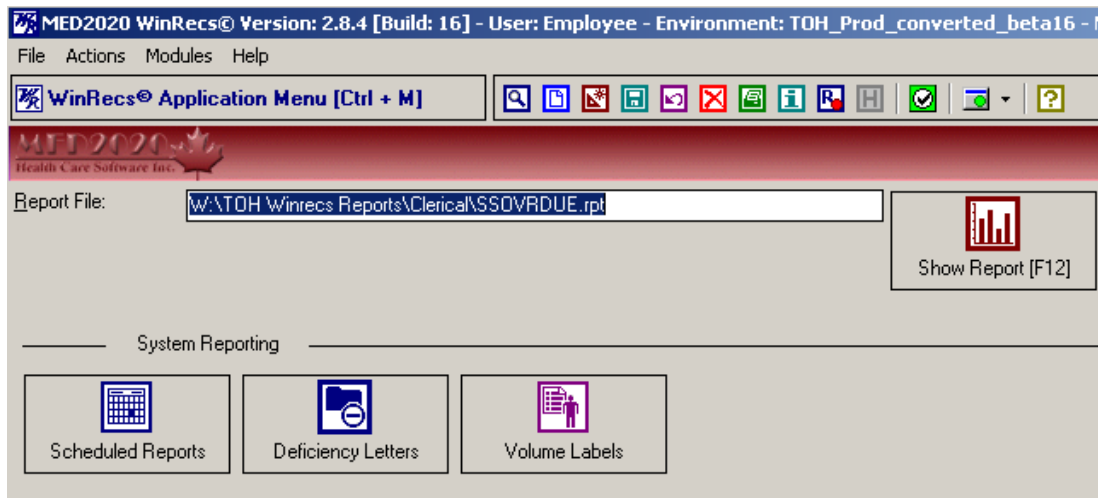 MED2020 WinRecs© Version: 2.8.4 [Build: 16] - User: Employee - Environment: TOH_Prod_converted_beta16 -
File Actions Modules Help
WinRecs© Application Menu [Ctrl + M]
MED2020
Health Care Software Inc.
Report File: W:\TOH Winrecs Reports\Clerical\SSOVRDUE.rpt
Show Report [F12]
System Reporting
Scheduled Reports Deficiency Letters Volume Labels